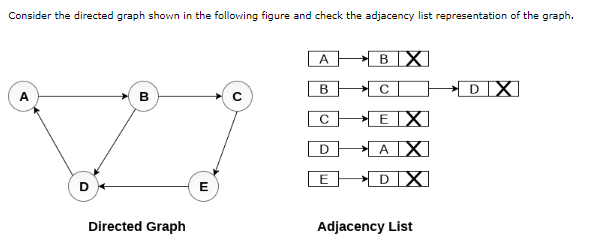 Consider the directed graph shown in the following figure and check the adjacency list representation of the graph.
A B X
B C D X
C E X
D A X
E D X
A B C
D E
Directed Graph Adjacency List